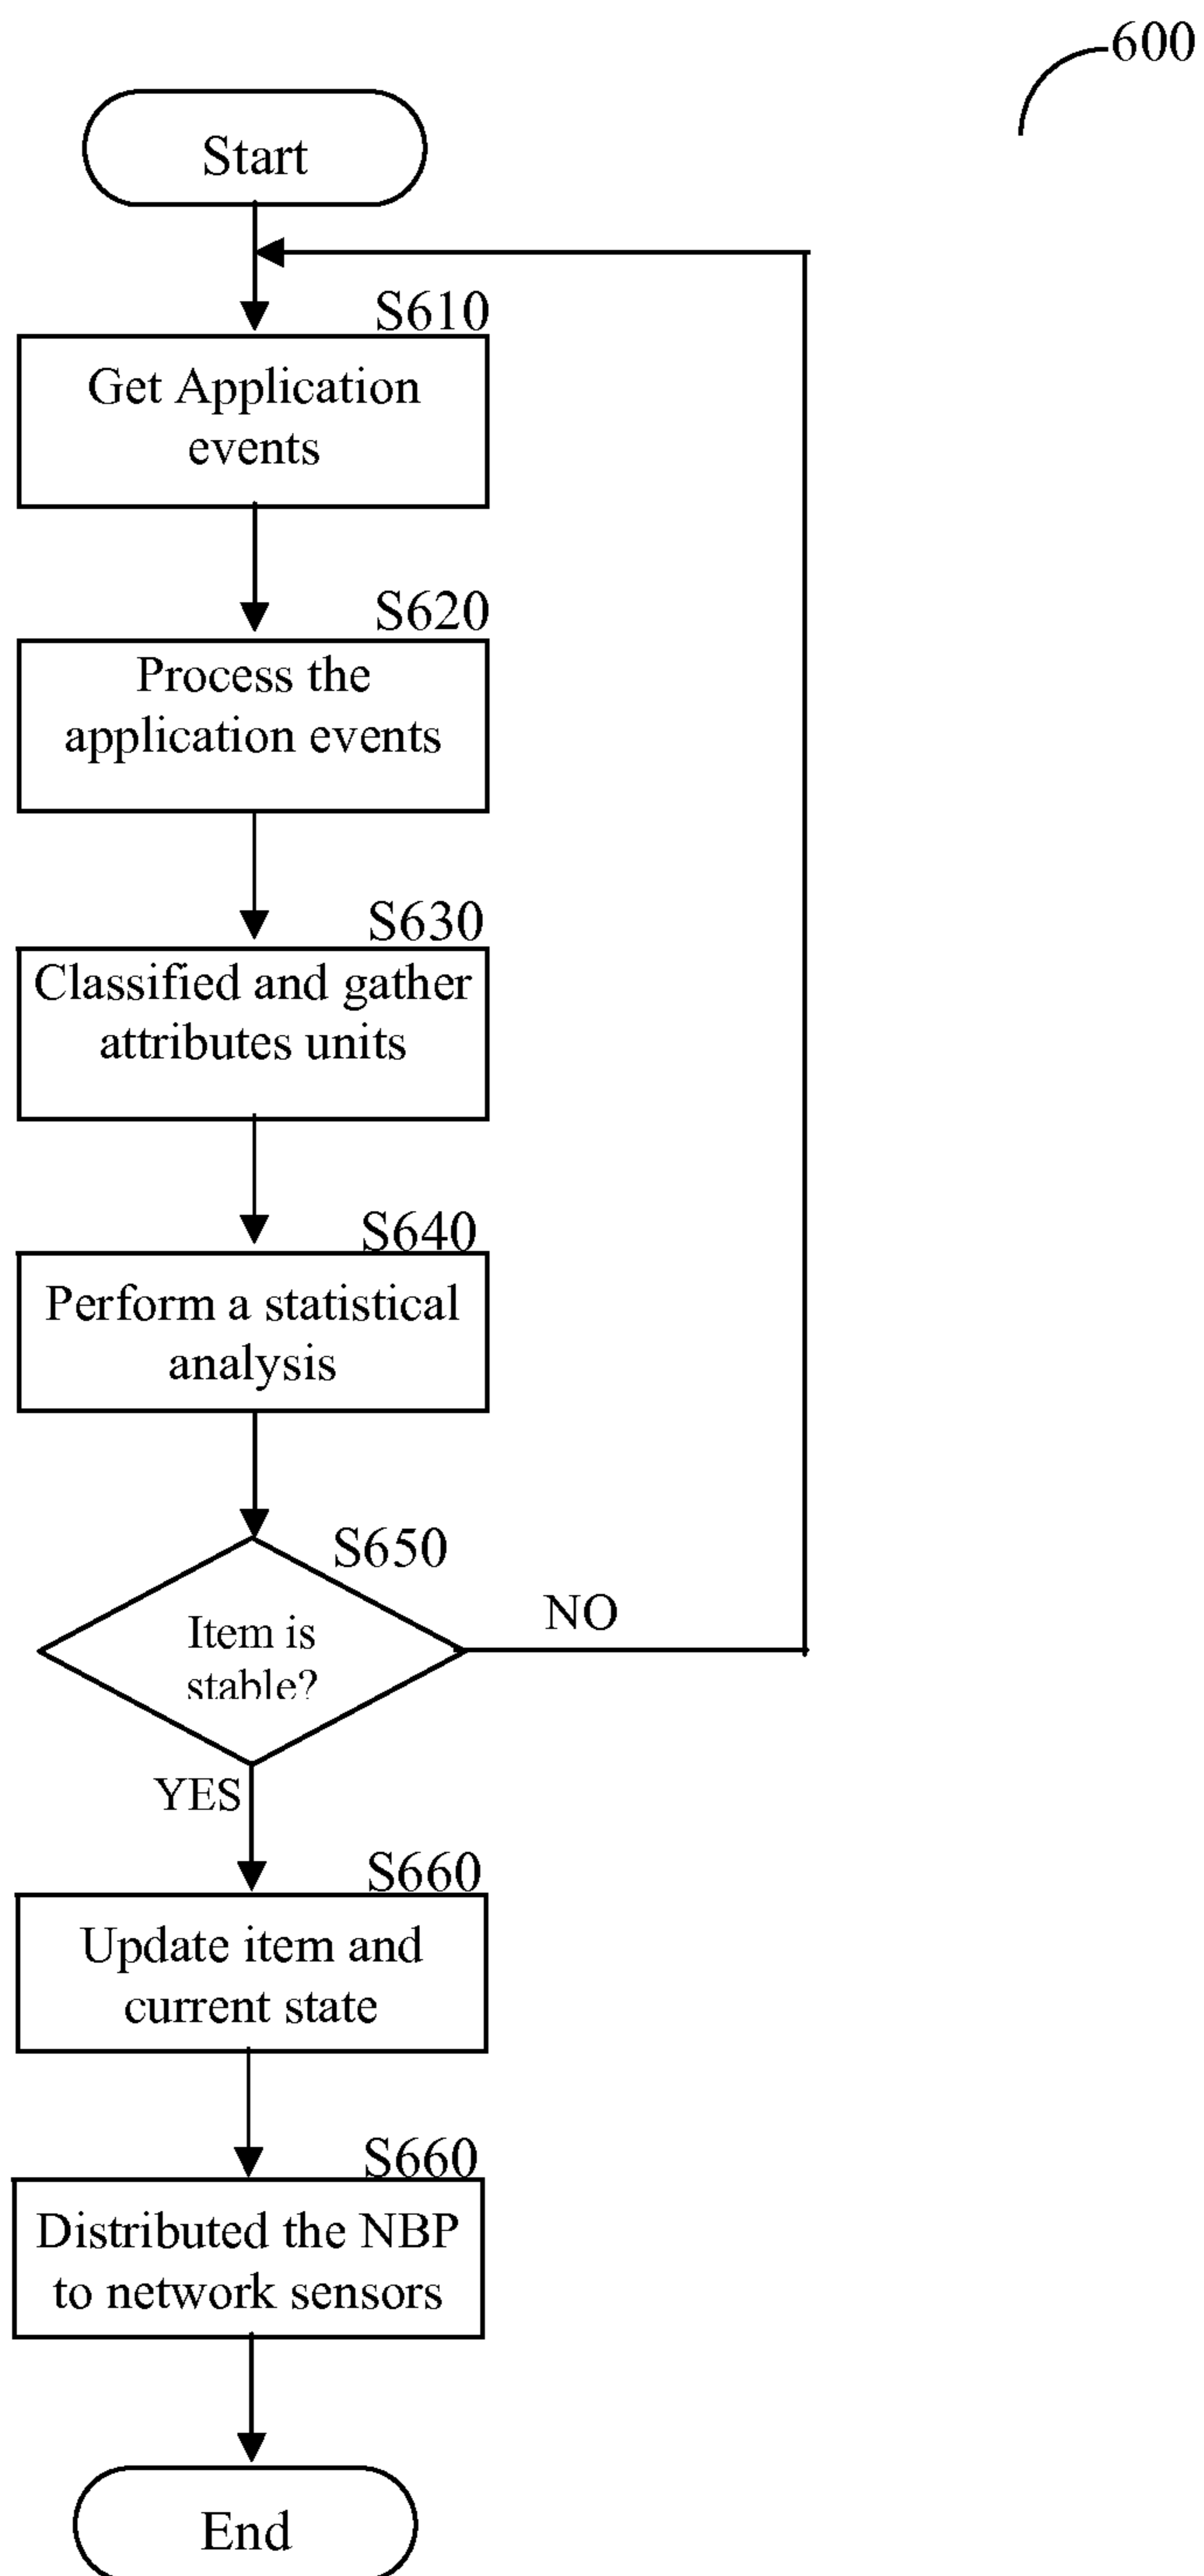 600
Start
S610
Get Application
events
S620
Process the
application events
S630
Classified and gather
attributes units
S640
Perform a statistical
analysis
S650
Item is
stable?
NO
YES
S660
Update item and
current state
S660
Distributed the NBP
to network sensors
End